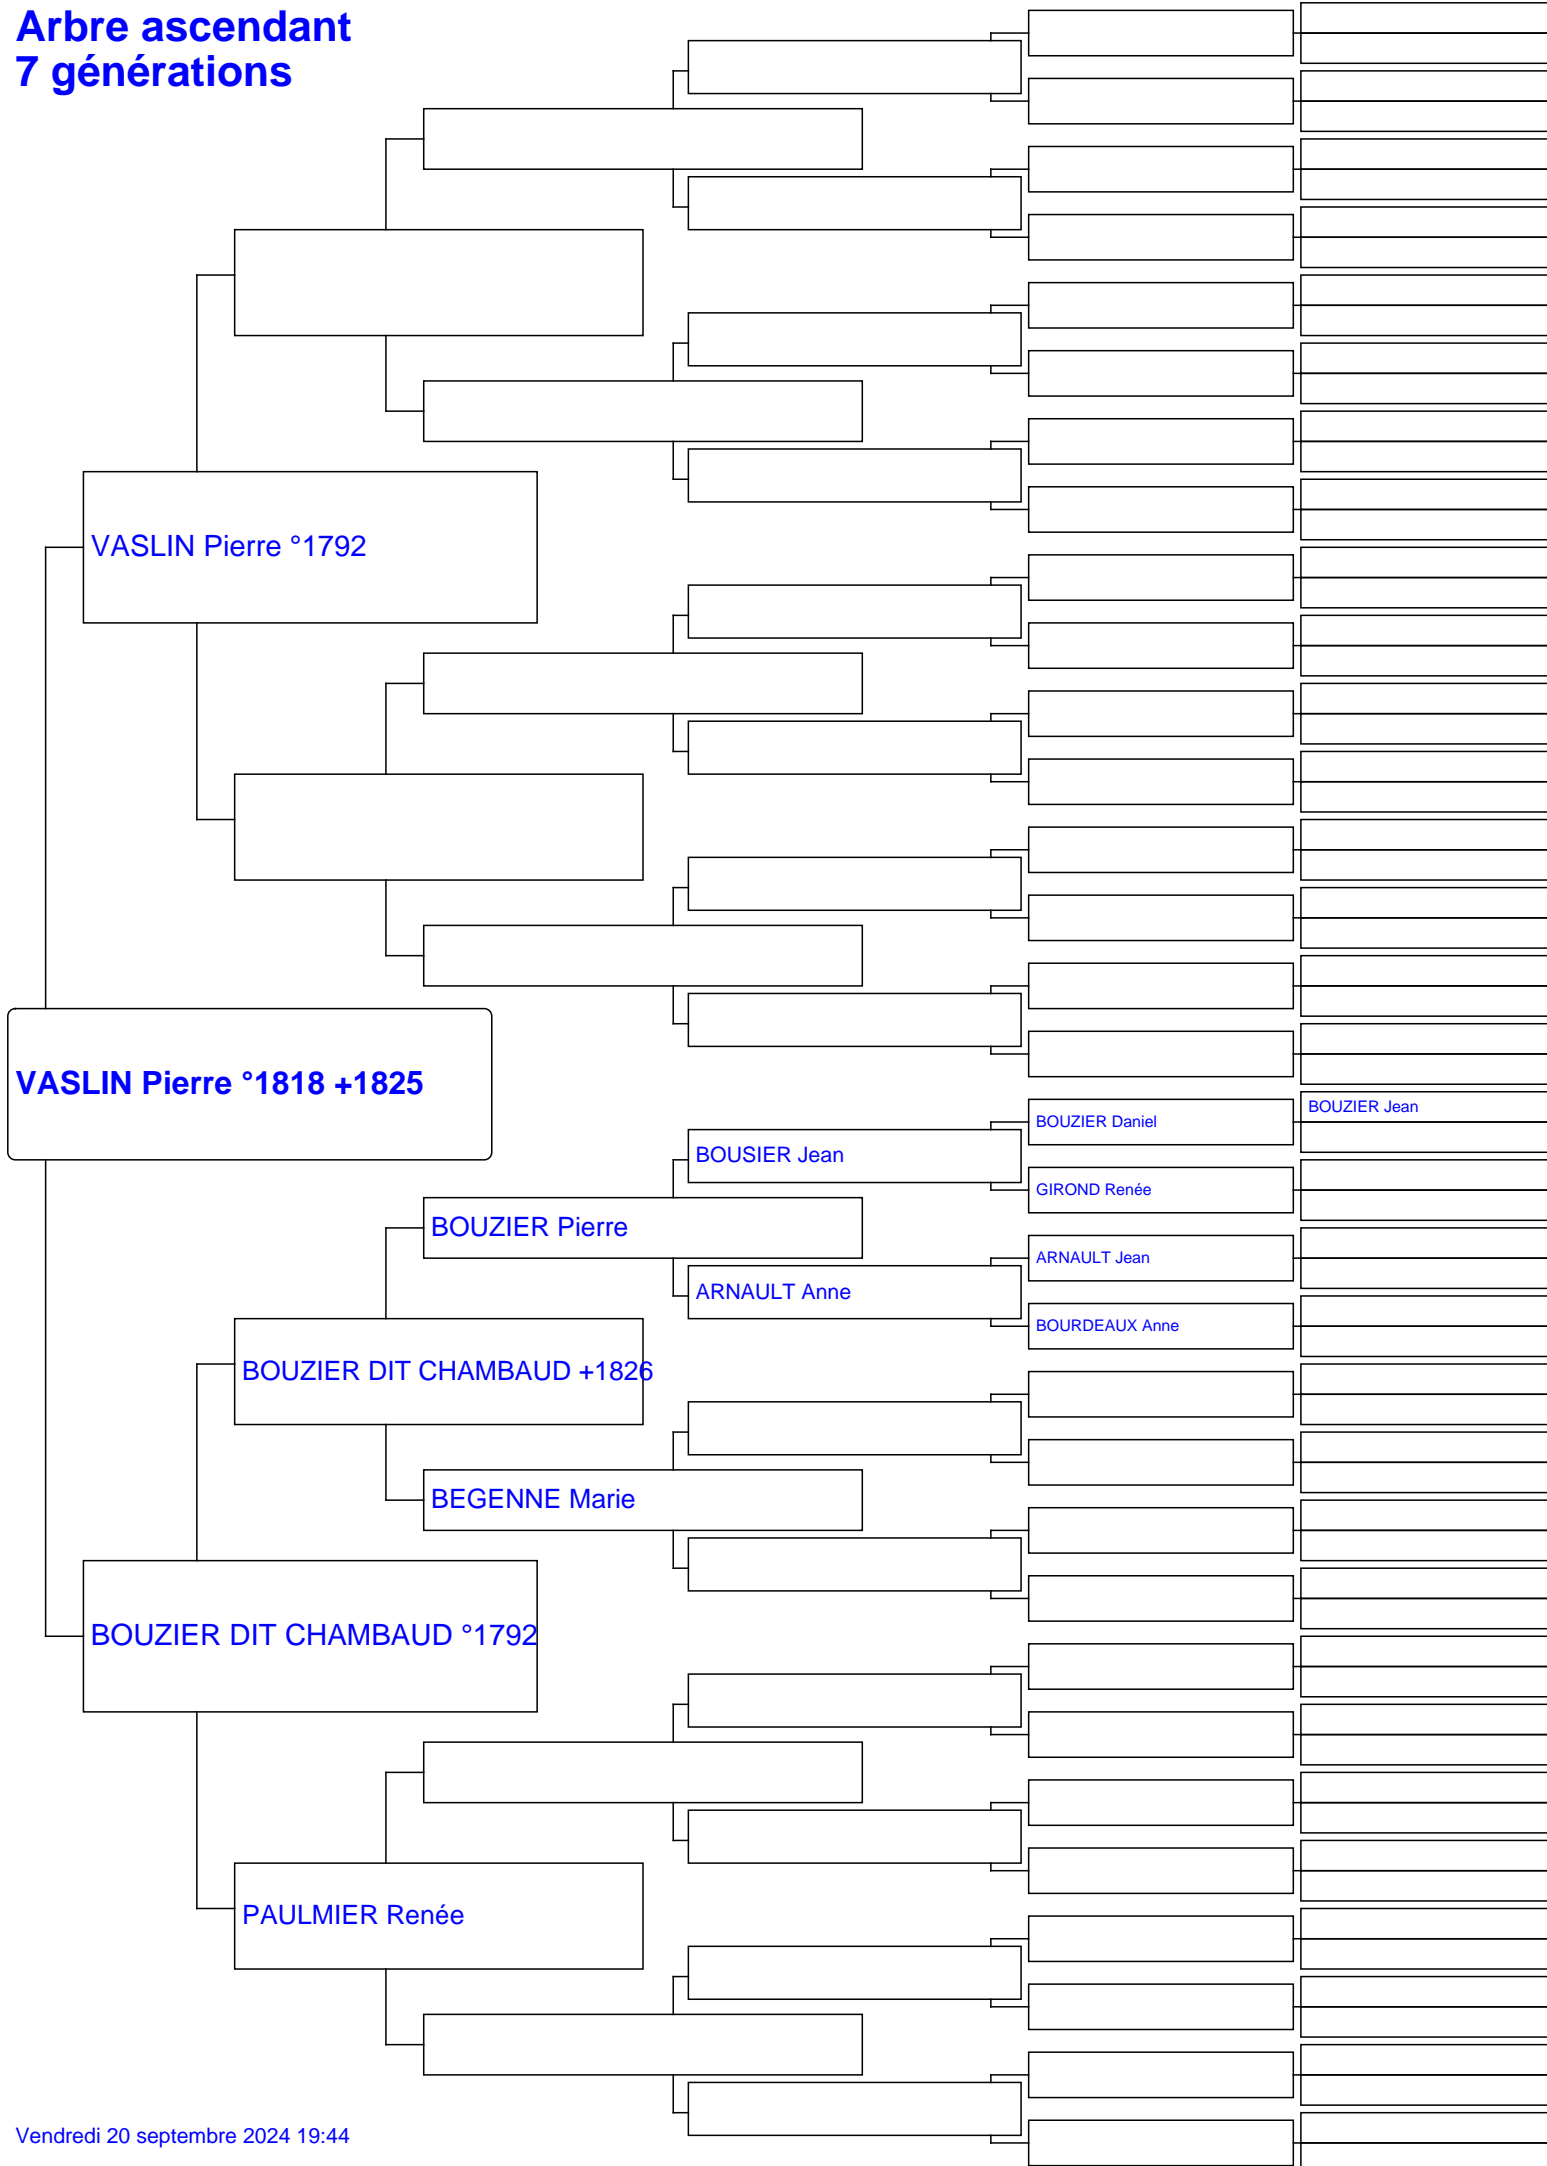 Arbre ascendant
7 générations
VASLIN Pierre °1792
VASLIN Pierre °1818 +1825
BOUZIER Jean
BOUZIER Daniel
BOUSIER Jean
GIROND Renée
BOUZIER Pierre
ARNAULT Jean
ARNAULT Anne
BOURDEAUX Anne
BOUZIER DIT CHAMBAUD +1826
BEGENNE Marie
BOUZIER DIT CHAMBAUD °1792
PAULMIER Renée
Vendredi 20 septembre 2024 19:44